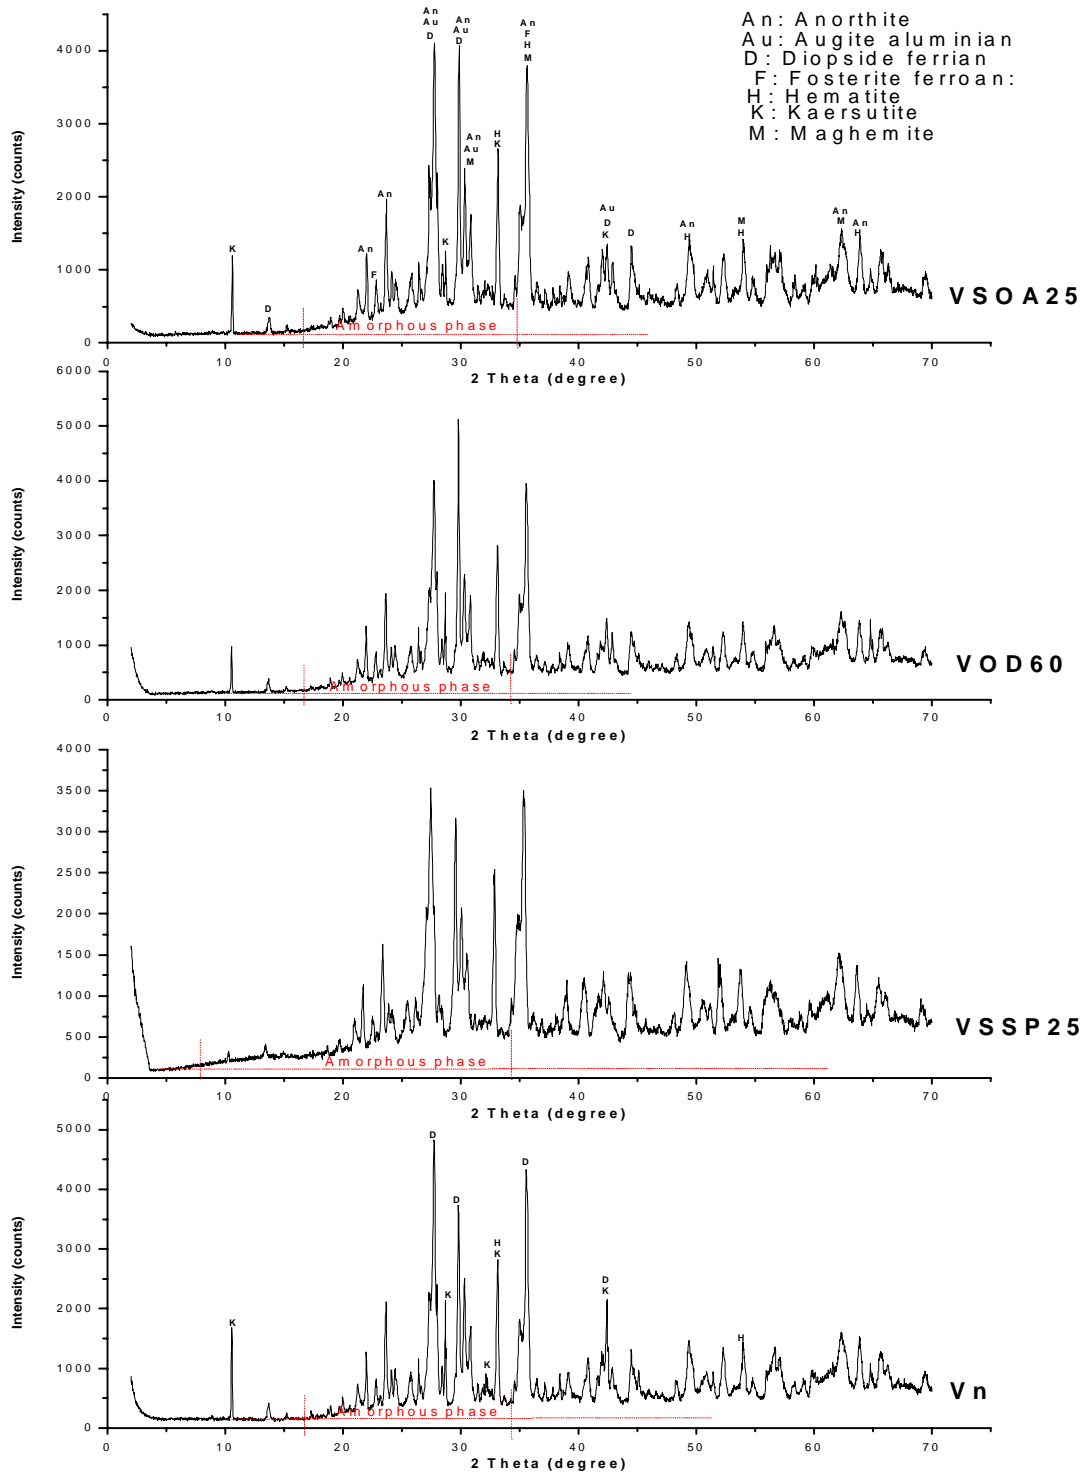 An: Anorthite
Au: Augite aluminian
D: Diopside ferrian
F: Fosterite ferroan:
H: Hematite
K: Kaersutite
M: Maghemite
Intensity (counts)
4000
3000
2000
1000
0
K
D
An
F
An
An
Au
D
K
An
Au
D
An
Au
M
H
K
An
F
H
M
Au
D
K
D
An
H
M
H
An
M
An
H
Amorphous phase
VSOA25
0 10 20 30 40 50 60 70
2 Theta (degree)
Intensity (counts)
6000
5000
4000
3000
2000
1000
0
Amorphous phase
VOD60
0 10 20 30 40 50 60 70
2 Theta (degree)
Intensity (counts)
4000
3500
3000
2500
2000
1500
1000
500
0
Amorphous phase
VSSP25
0 10 20 30 40 50 60 70
2 Theta (degree)
Intensity (counts)
5000
4000
3000
2000
1000
0
K
D
K
D
K
H
K
D
D
K
H
Amorphous phase
Vn
0 10 20 30 40 50 60 70
2 Theta (degree)